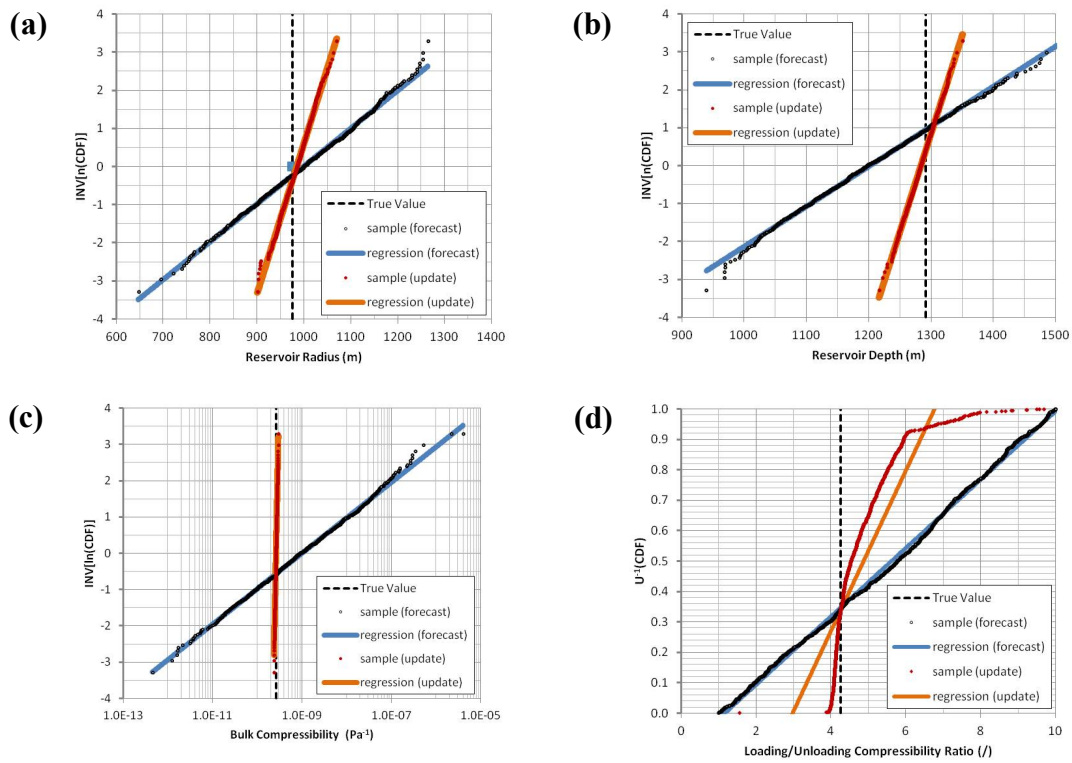 (a)
INV[n(CDF)]
4
3
2
1
0
-1
-2
-3
-4
True Value
sample (forecast)
regression (forecast)
sample (update)
regression (update)
600 700 800 900 1000 1100 1200 1300 1400
Reservoir Radius (m)
(b)
INV[n(CDF)]
4
3
2
1
0
-1
-2
-3
-4
True Value
sample (forecast)
regression (forecast)
sample (update)
regression (update)
900 1000 1100 1200 1300 1400 1500
Reservoir Depth (m)
(c)
INV[ln(CDF)]
4
3
2
1
0
-1
-2
-3
-4
True Value
sample (forecast)
regression (forecast)
sample (update)
regression (update)
1.0E-13 1.0E-11 1.0E-09 1.0E-07 1.0E-05
Bulk Compressibility (Pa-1)
(d)
U-1(CDF)
1.0
0.9
0.8
0.7
0.6
0.5
0.4
0.3
0.2
0.1
0.0
True Value
sample (forecast)
regression (forecast)
sample (update)
regression (update)
0 2 4 6 8 10
Loading/Unloading Compressibility Ratio (/)